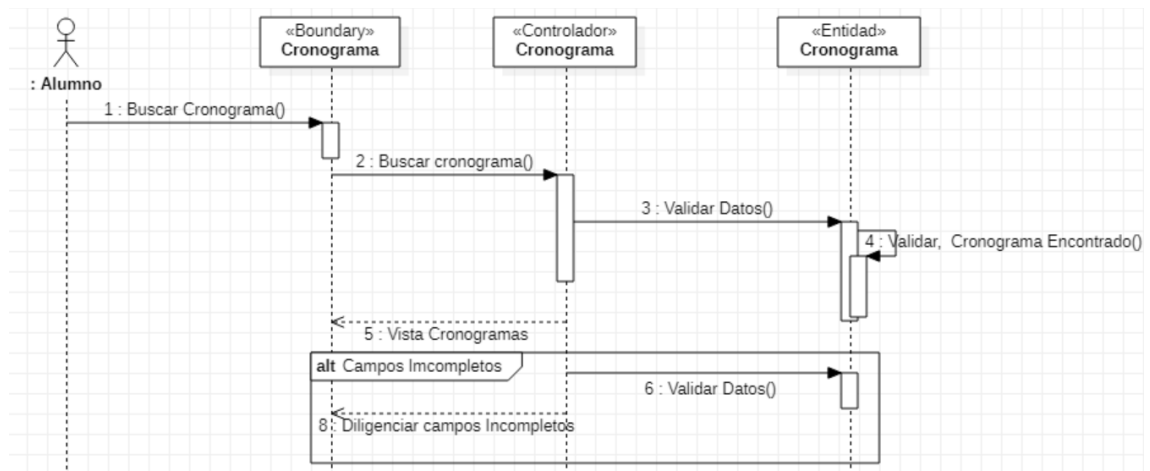 «Boundary»
Cronograma
«Controlador»
Cronograma
«Entidad»
Cronograma
: Alumno
1 : Buscar Cronograma()
2 : Buscar cronograma()
3 : Validar Datos()
4 : Validar, Cronograma Encontrado()
5 : Vista Cronogramas
alt Campos Imcompletos
6 : Validar Datos()
8 : Diligenciar campos Incompletos